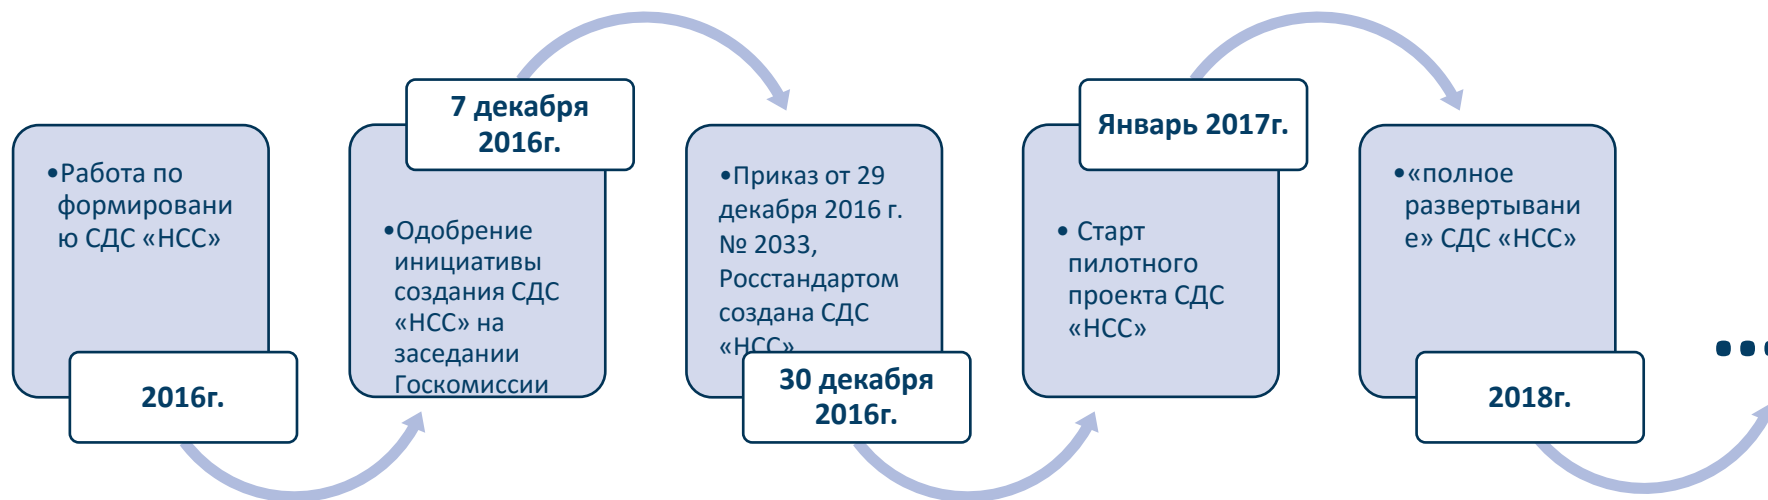 •Работа по
формировани
ю СДС «НСС»
2016г.
7 декабря
2016г.
•Одобрение
инициативы
создания СДС
«НСС» на
заседании
Госкомиссии
•Приказ от 29
декабря 2016 г.
№ 2033,
Росстандартом
создана СДС
«НСС»
30 декабря
2016г.
Январь 2017г.
• Старт
пилотного
проекта СДС
«НСС»
•«полное
развертывани
е» СДС «НСС»
2018г.
...